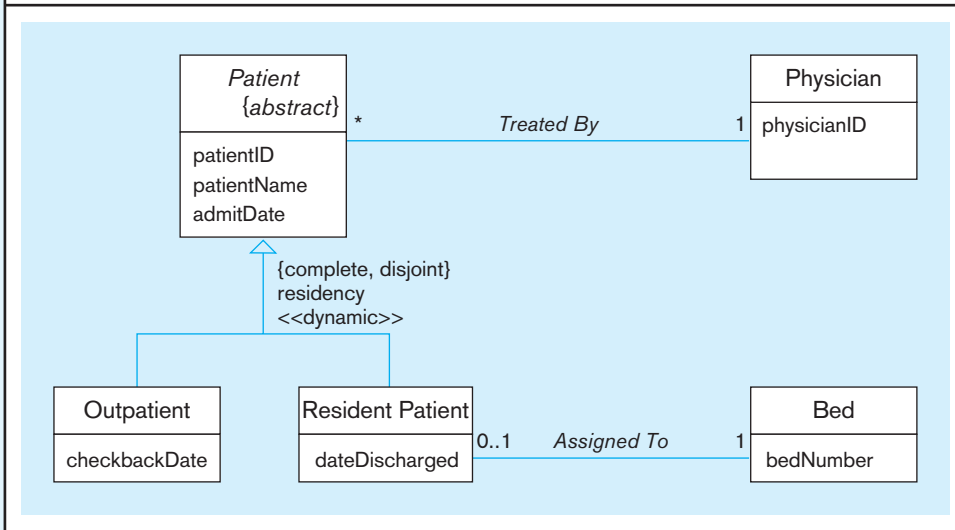 Patient
{abstract}
patientID
patientName
admitDate
*
Treated By
1
Physician
physicianID
{complete, disjoint}
residency
<<dynamic>>
Outpatient
checkbackDate
Resident Patient
dateDischarged
0..1
Assigned To
1
Bed
bedNumber